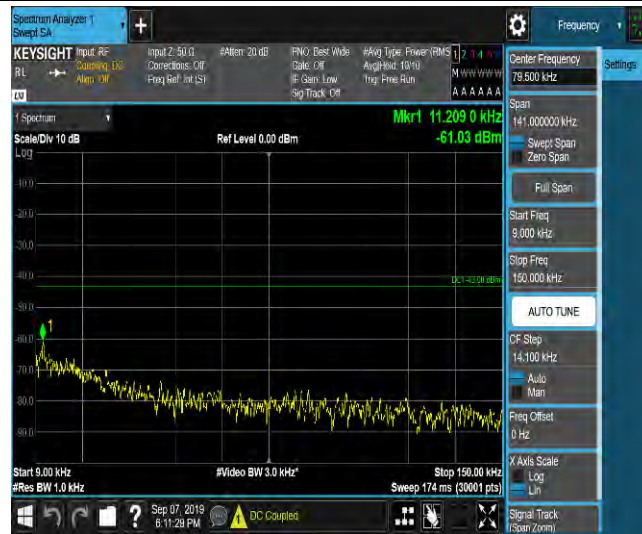 Spectrum Analyzer 1
Swept SA
Frequency
KEYSIGHT
Input: RF
Coupling: DC
Align: Off
Input Z: 50 Ω
Corrections: Off
Freq Ref: Int (S)
#Atten: 20 dB
PNO: Best Wide
Gate: Off
IF Gain: Low
Sig Track: Off
#Avg Type: Power (RMS
Avg|Hold: 10/10
Trig: Free Run
1 2 3 4 5 6
M W W W W W
A A A A A A
RL
LXI
1 Spectrum
Scale/Div 10 dB
Log
Ref Level 0.00 dBm
Mkr1 11.209 0 kHz
-61.03 dBm
-10.0
-20.0
-30.0
-40.0
DL1 -43.00 dBm
-50.0
1
-60.0
-70.0
-80.0
-90.0
Start 9.00 kHz
#Res BW 1.0 kHz
#Video BW 3.0 kHz*
Stop 150.00 kHz
Sweep 174 ms (30001 pts)
Sep 07, 2019
6:11:29 PM
DC Coupled
Center Frequency
79.500 kHz
Settings
Span
141.000000 kHz
Swept Span
Zero Span
Full Span
Start Freq
9.000 kHz
Stop Freq
150.000 kHz
AUTO TUNE
CF Step
14.100 kHz
Auto
Man
Freq Offset
0 Hz
X Axis Scale
Log
Lin
Signal Track
(Span Zoom)